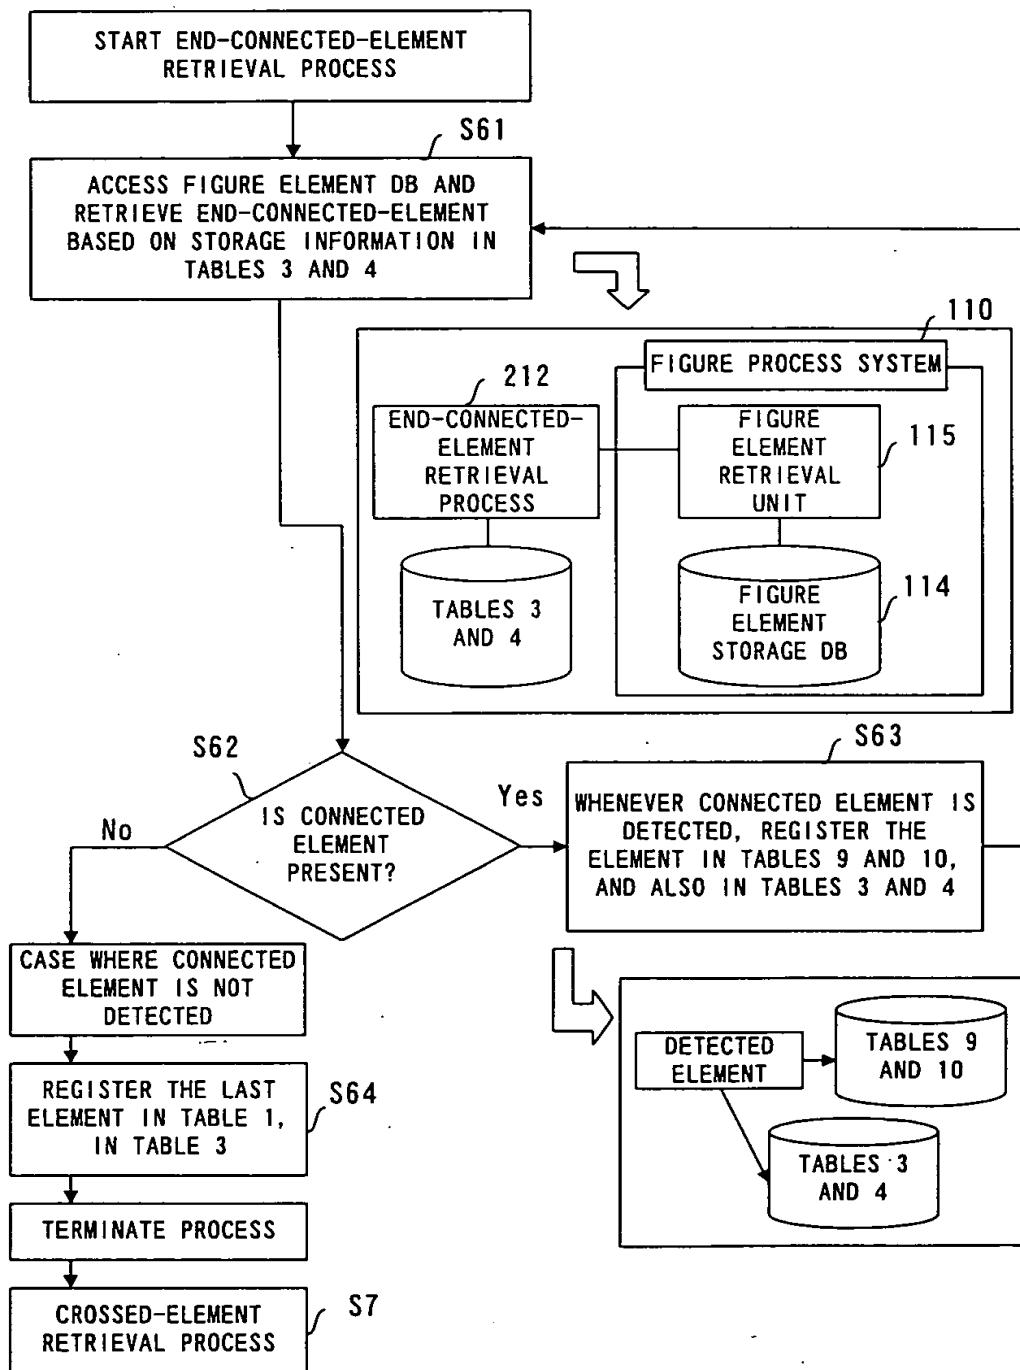 START END-CONNECTED-ELEMENT
RETRIEVAL PROCESS
S61
ACCESS FIGURE ELEMENT DB AND
RETRIEVE END-CONNECTED-ELEMENT
BASED ON STORAGE INFORMATION IN
TABLES 3 AND 4
110
FIGURE PROCESS SYSTEM
212
END-CONNECTED-
ELEMENT
RETRIEVAL
PROCESS
FIGURE
ELEMENT
RETRIEVAL
UNIT
115
TABLES 3
AND 4
FIGURE
ELEMENT
STORAGE DB
114
S62
IS CONNECTED
ELEMENT
PRESENT?
No
Yes
S63
WHENEVER CONNECTED ELEMENT IS
DETECTED, REGISTER THE
ELEMENT IN TABLES 9 AND 10,
AND ALSO IN TABLES 3 AND 4
CASE WHERE CONNECTED
ELEMENT IS NOT
DETECTED
DETECTED
ELEMENT
TABLES 9
AND 10
TABLES 3
AND 4
REGISTER THE LAST
ELEMENT IN TABLE 1,
IN TABLE 3
S64
TERMINATE PROCESS
CROSSED-ELEMENT
RETRIEVAL PROCESS
S7